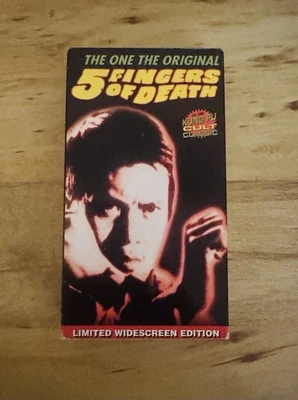 THE ONE THE ORIGINAL
5 FINGERS
OF DEATH
KUNG FU
CULT
CLASSIC
LIMITED WIDESCREEN EDITION